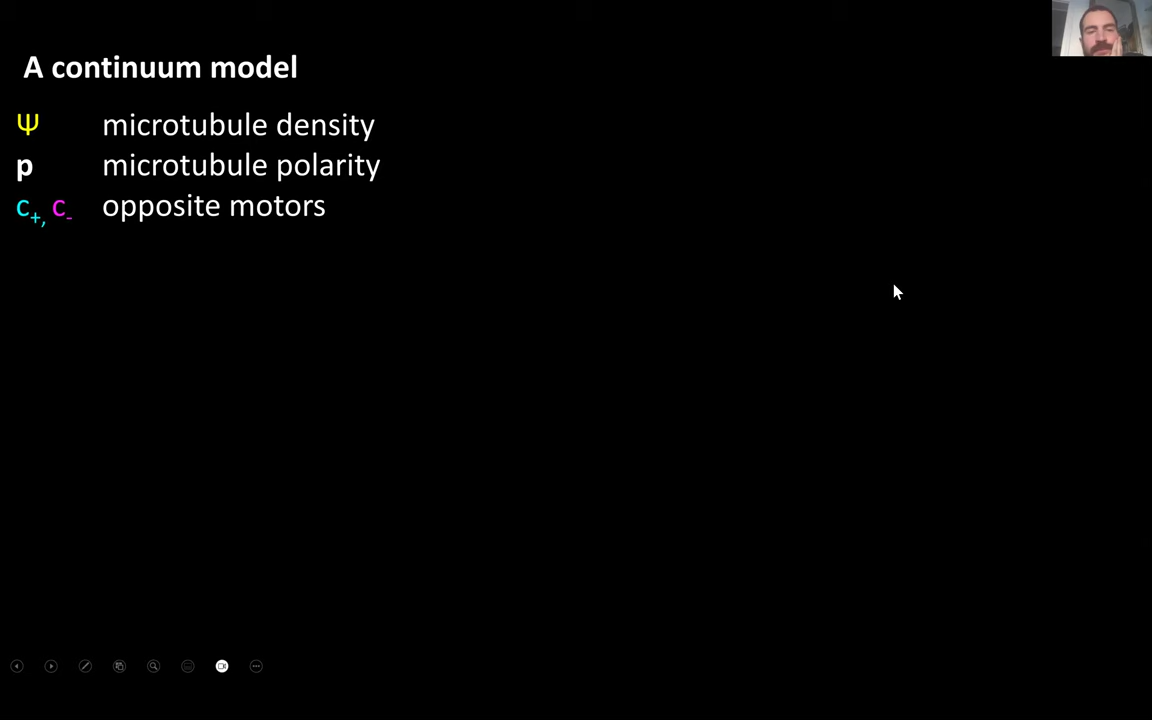 A continuum model
Ψ microtubule density
p microtubule polarity
c+, c- opposite motors